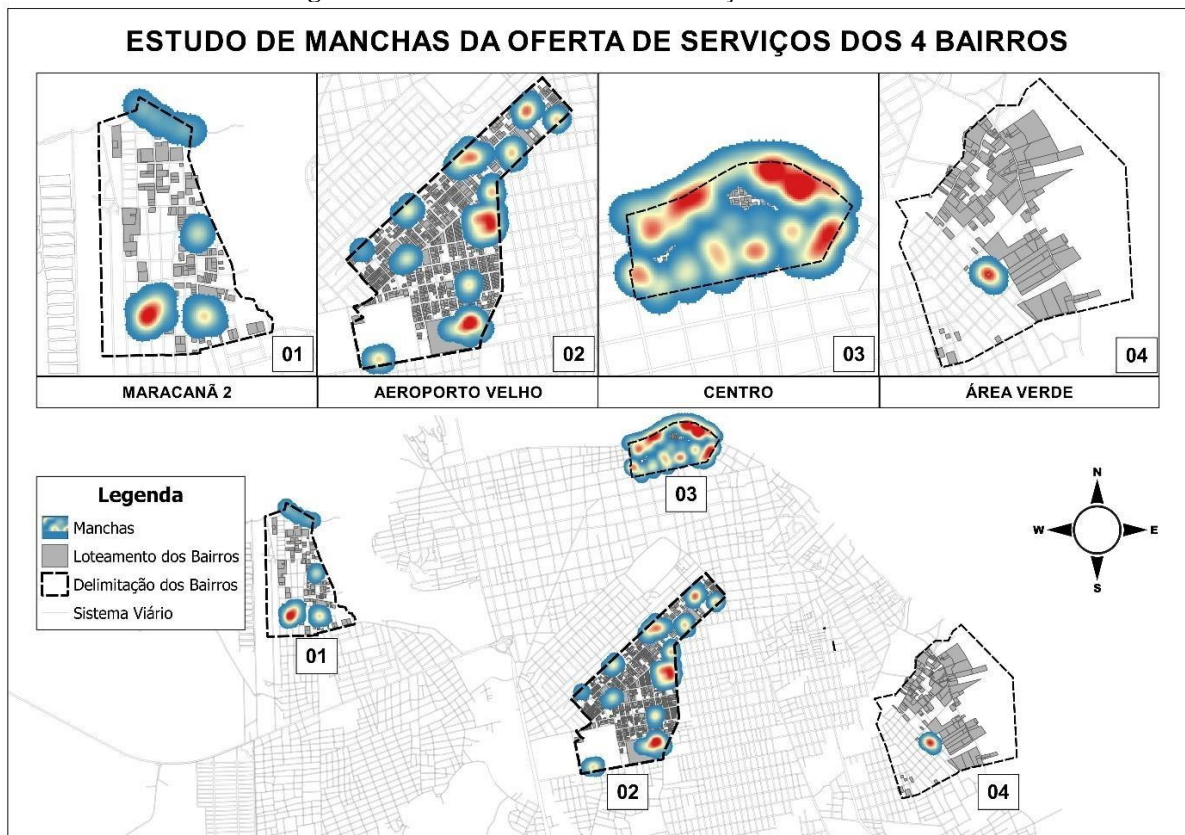 ESTUDO DE MANCHAS DA OFERTA DE SERVIÇOS DOS 4 BAIRROS
01
02
03
04
MARACANÃ 2
AEROPORTO VELHO
CENTRO
ÁREA VERDE
Legenda
Manchas
Loteamento dos Bairros
Delimitação dos Bairros
Sistema Viário
03
N
W
E
S
01
02
04